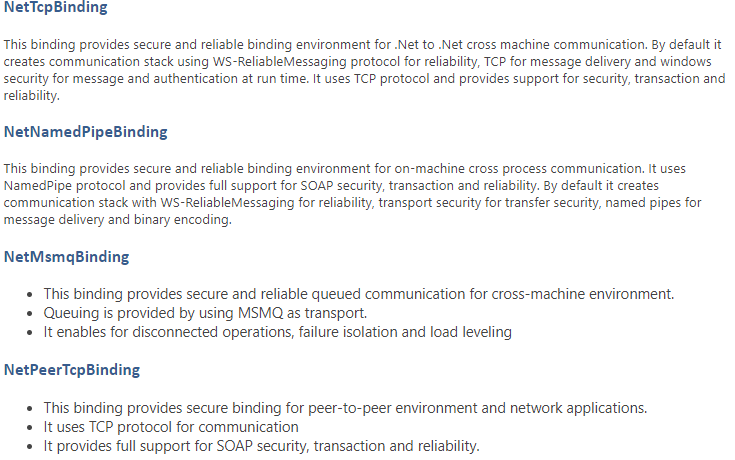 NetTcpBinding
This binding provides secure and reliable binding environment for .Net to .Net cross machine communication. By default it
creates communication stack using WS-ReliableMessaging protocol for reliability, TCP for message delivery and windows
security for message and authentication at run time. It uses TCP protocol and provides support for security, transaction and
reliability.
NetNamedPipeBinding
This binding provides secure and reliable binding environment for on-machine cross process communication. It uses
NamedPipe protocol and provides full support for SOAP security, transaction and reliability. By default it creates
communication stack with WS-ReliableMessaging for reliability, transport security for transfer security, named pipes for
message delivery and binary encoding.
NetMsmqBinding
• This binding provides secure and reliable queued communication for cross-machine environment.
• Queuing is provided by using MSMQ as transport.
• It enables for disconnected operations, failure isolation and load leveling
NetPeerTcpBinding
• This binding provides secure binding for peer-to-peer environment and network applications.
• It uses TCP protocol for communication
• It provides full support for SOAP security, transaction and reliability.